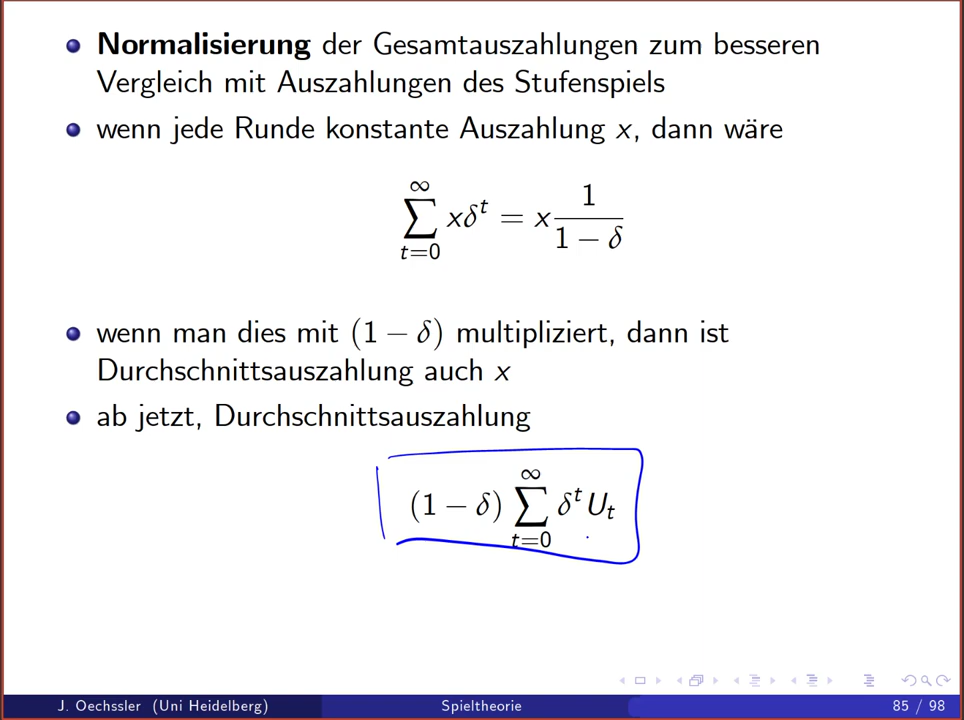 Normalisierung der Gesamtauszahlungen zum besseren
Vergleich mit Auszahlungen des Stufenspiels
wenn jede Runde konstante Auszahlung x, dann wäre
∑_{t=0}^{∞} xδ^t = x \frac{1}{1 − δ}
wenn man dies mit (1 − δ) multipliziert, dann ist
Durchschnittsauszahlung auch x
ab jetzt, Durchschnittsauszahlung
(1 − δ) ∑_{t=0}^{∞} δ^t U_t
J. Oechssler (Uni Heidelberg) Spieltheorie 85 / 98